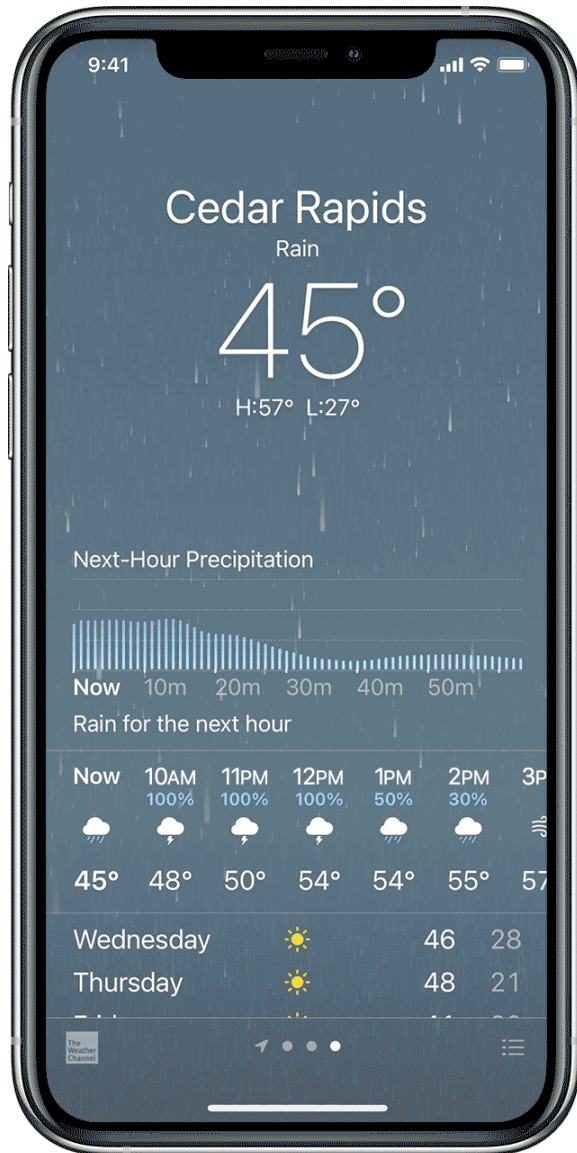 9:41
Cedar Rapids
Rain
45°
H:57° L:27°
Next-Hour Precipitation
Now 10m 20m 30m 40m 50m
Rain for the next hour
Now 10AM 11PM 12PM 1PM 2PM 3P
100% 100% 100% 50% 30%
45° 48° 50° 54° 54° 55° 57
Wednesday 46 28
Thursday 48 21
The
Weather
Channel